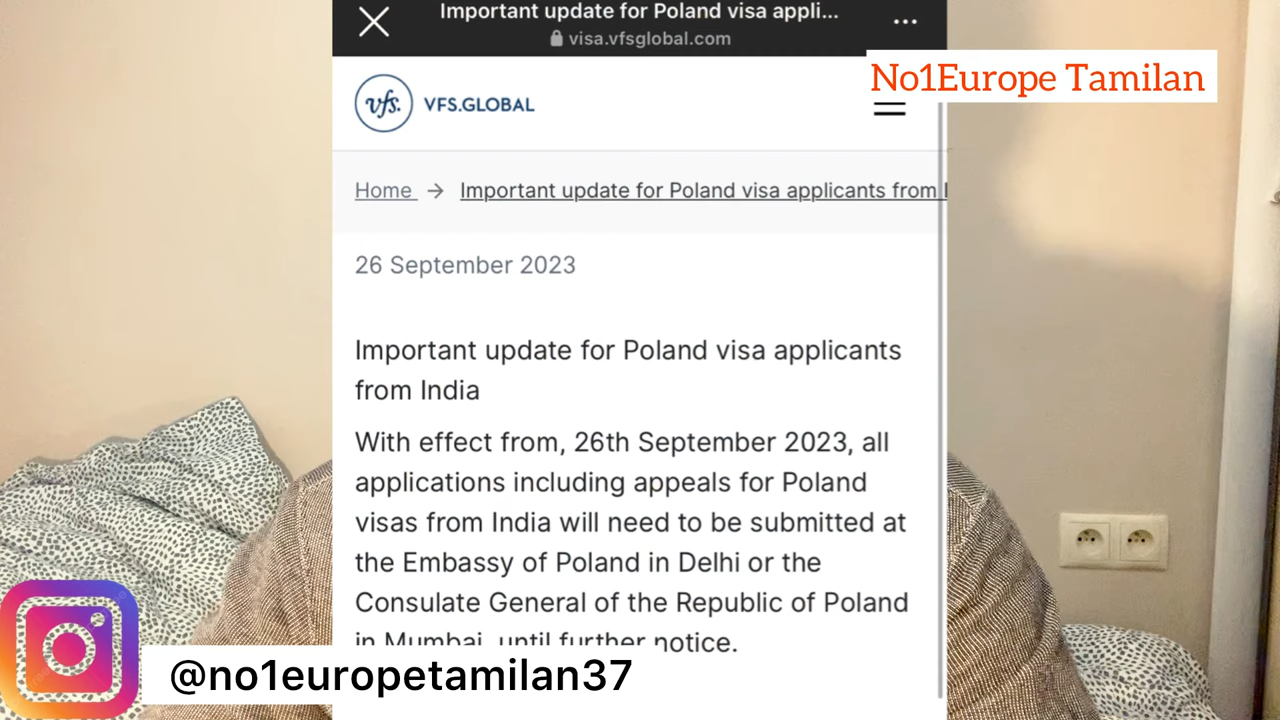 Important update for Poland visa appli...
visa.vfsglobal.com
No1Europe Tamilan
vfs. VFS.GLOBAL
Home → Important update for Poland visa applicants from I
26 September 2023
Important update for Poland visa applicants
from India
With effect from, 26th September 2023, all
applications including appeals for Poland
visas from India will need to be submitted at
the Embassy of Poland in Delhi or the
Consulate General of the Republic of Poland
in Mumbai, until further notice.
@no1europetamilan37